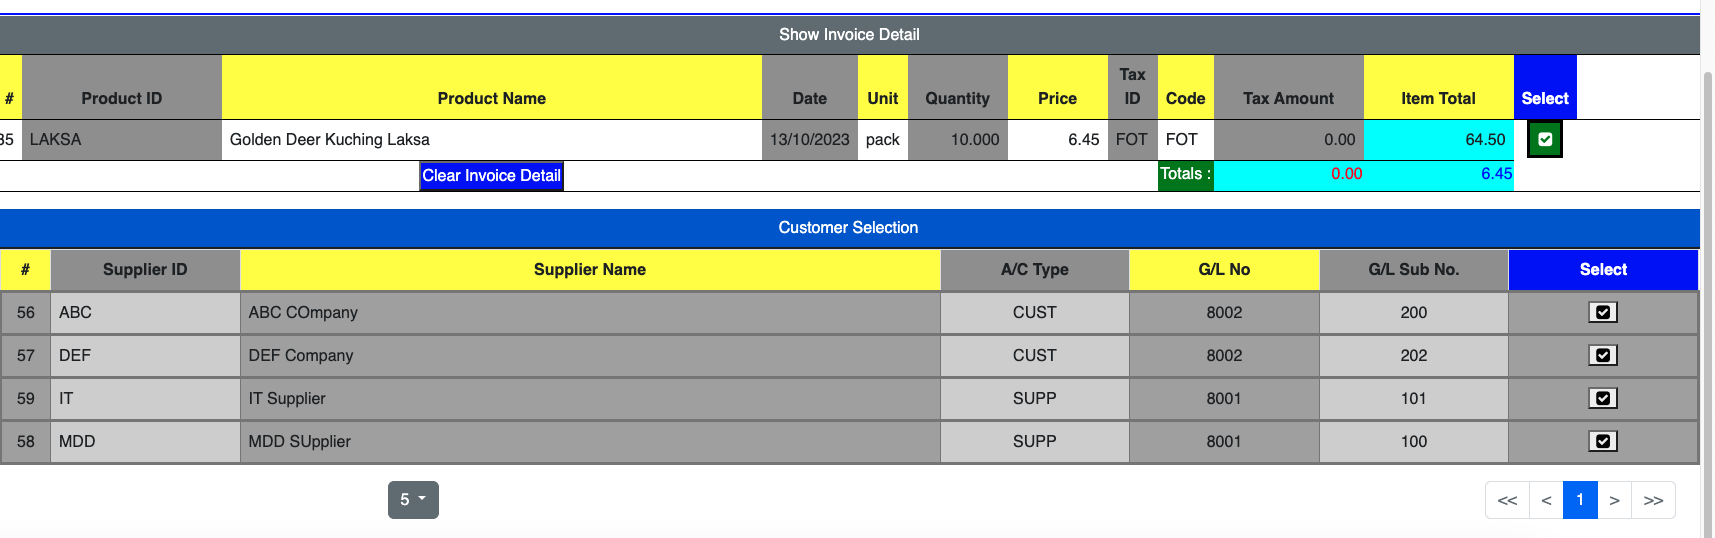 Show Invoice Detail
# Product ID Product Name Date Unit Quantity Price Tax ID Code Tax Amount Item Total Select
35 LAKSA Golden Deer Kuching Laksa 13/10/2023 pack 10.000 6.45 FOT FOT 0.00 64.50
Clear Invoice Detail Totals : 0.00 6.45
Customer Selection
# Supplier ID Supplier Name A/C Type G/L No G/L Sub No. Select
56 ABC ABC COmpany CUST 8002 200
57 DEF DEF Company CUST 8002 202
59 IT IT Supplier SUPP 8001 101
58 MDD MDD SUpplier SUPP 8001 100
5 << < 1 > >>